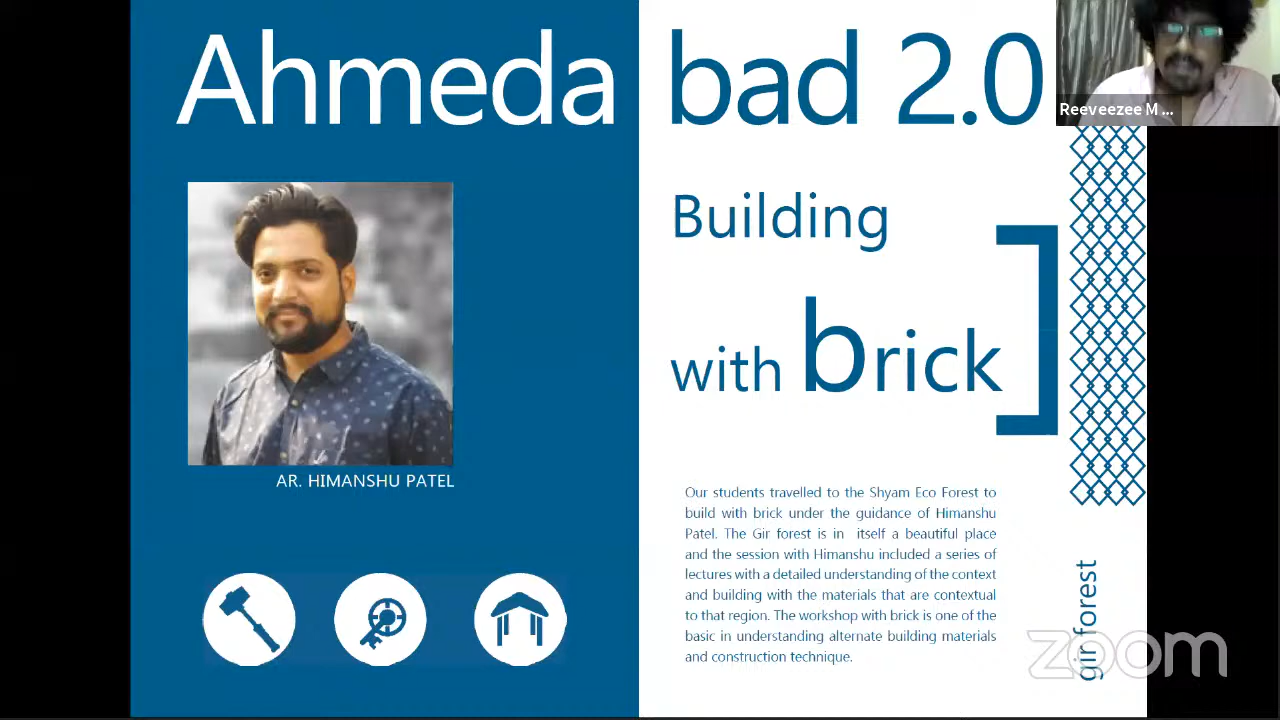 Ahmeda bad 2.0
Reeveezee M ...
Building
with brick
AR. HIMANSHU PATEL
Our students travelled to the Shyam Eco Forest to
build with brick under the guidance of Himanshu
Patel. The Gir forest is in itself a beautiful place
and the session with Himanshu included a series of
lectures with a detailed understanding of the context
and building with the materials that are contextual
to that region. The workshop with brick is one of the
basic in understanding alternate building materials
and construction technique.
gir forest
zoom